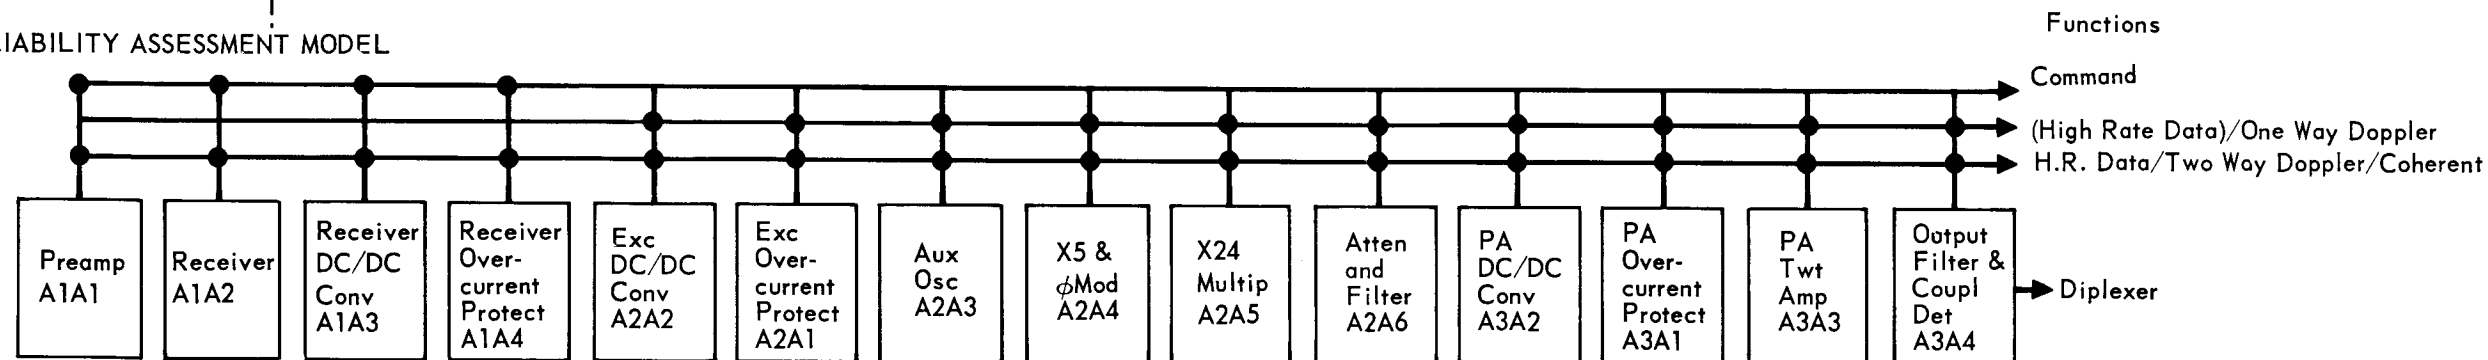 LIABILITY ASSESSMENT MODEL
Functions
Command
(High Rate Data)/One Way Doppler
H.R. Data/Two Way Doppler/Coherent
Preamp
A1A1
Receiver
A1A2
Receiver
DC/DC
Conv
A1A3
Receiver
Over-
current
Protect
A1A4
Exc
DC/DC
Conv
A2A2
Exc
Over-
current
Protect
A2A1
Aux
Osc
A2A3
X5 &
ϕMod
A2A4
X24
Multip
A2A5
Atten
and
Filter
A2A6
PA
DC/DC
Conv
A3A2
PA
Over-
current
Protect
A3A1
PA
Twt
Amp
A3A3
Output
Filter &
Coupl
Det
A3A4
Diplexer